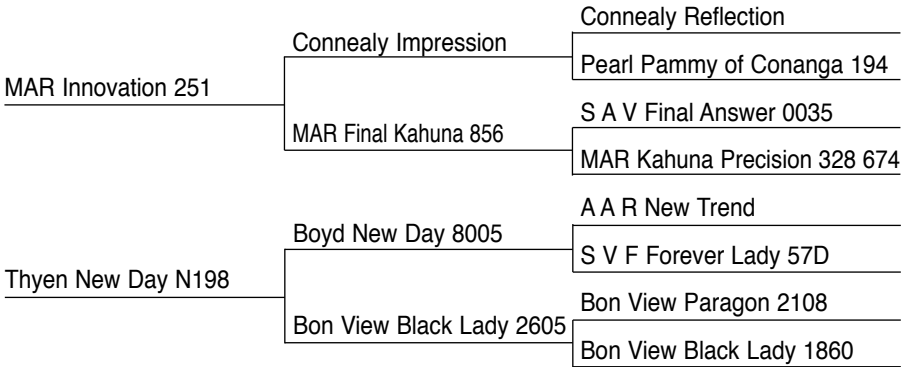 Connealy Reflection
Connealy Impression
Pearl Pammy of Conanga 194
MAR Innovation 251
S A V Final Answer 0035
MAR Final Kahuna 856
MAR Kahuna Precision 328 674
A A R New Trend
Boyd New Day 8005
S V F Forever Lady 57D
Thyen New Day N198
Bon View Paragon 2108
Bon View Black Lady 2605
Bon View Black Lady 1860